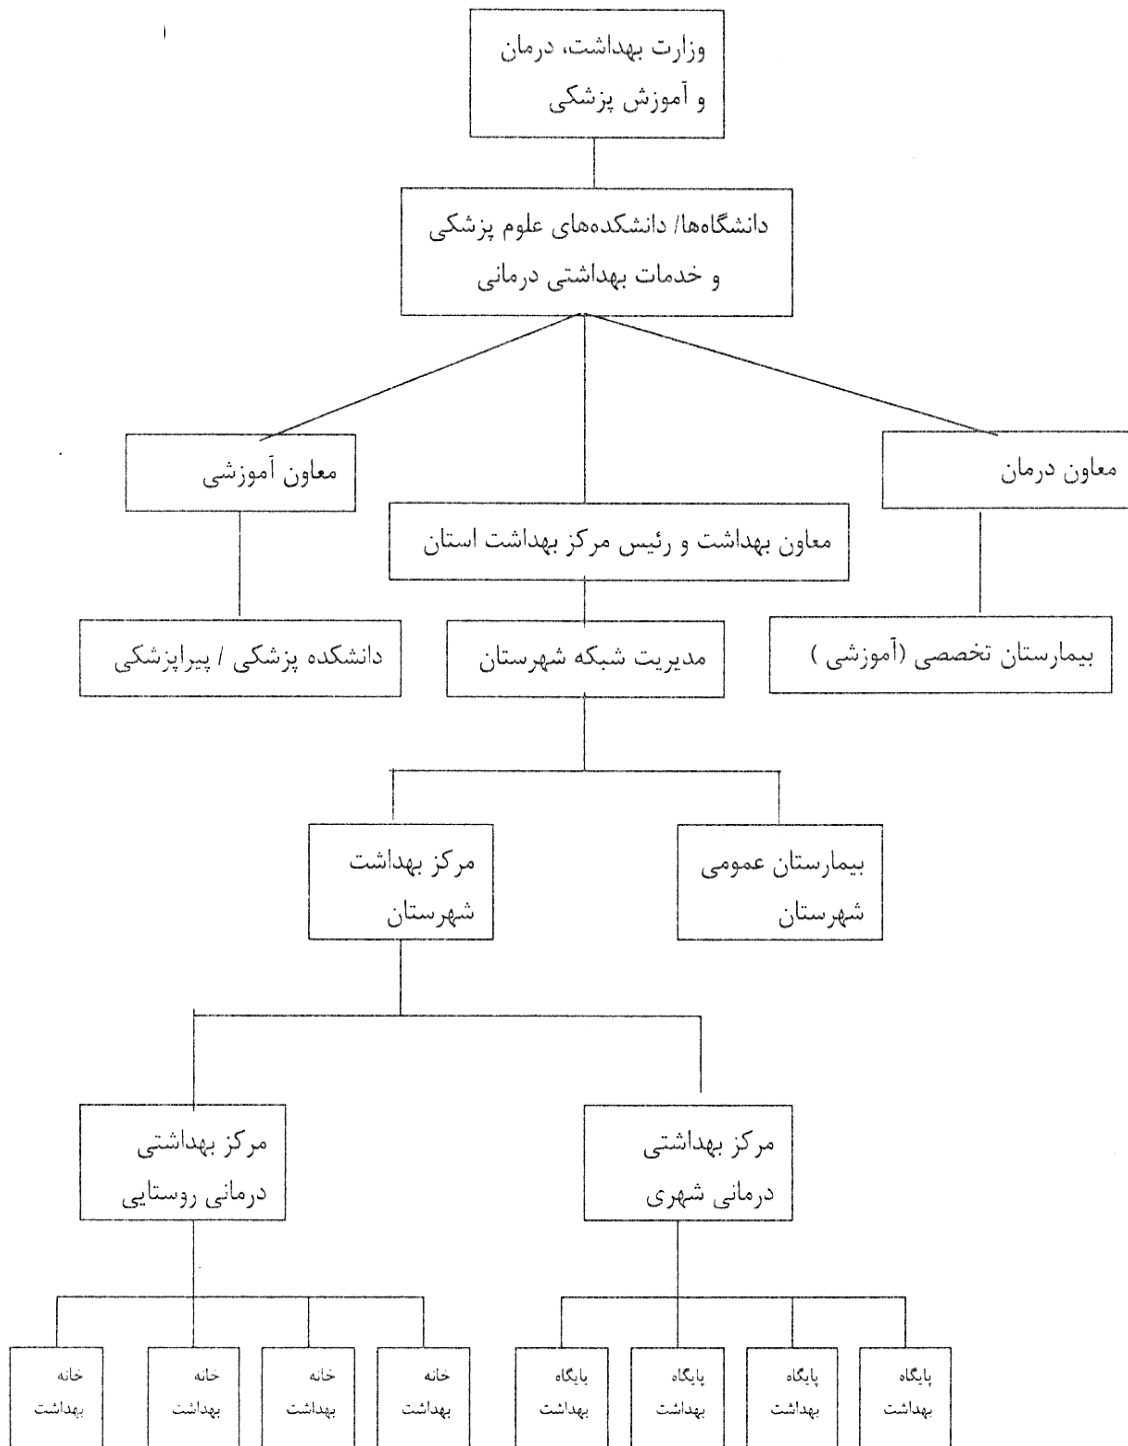 وزارت بهداشت، درمان
و آموزش پزشکی
دانشگاه‌ها/ دانشکده‌های علوم پزشکی
و خدمات بهداشتی درمانی
معاون درمان
معاون آموزشی
معاون بهداشت و رئیس مرکز بهداشت استان
بیمارستان تخصصی (آموزشی )
مدیریت شبکه شهرستان
دانشکده پزشکی / پیراپزشکی
بیمارستان عمومی
شهرستان
مرکز بهداشت
شهرستان
مرکز بهداشتی
درمانی شهری
مرکز بهداشتی
درمانی روستایی
پایگاه
بهداشت
پایگاه
بهداشت
پایگاه
بهداشت
پایگاه
بهداشت
خانه
بهداشت
خانه
بهداشت
خانه
بهداشت
خانه
بهداشت